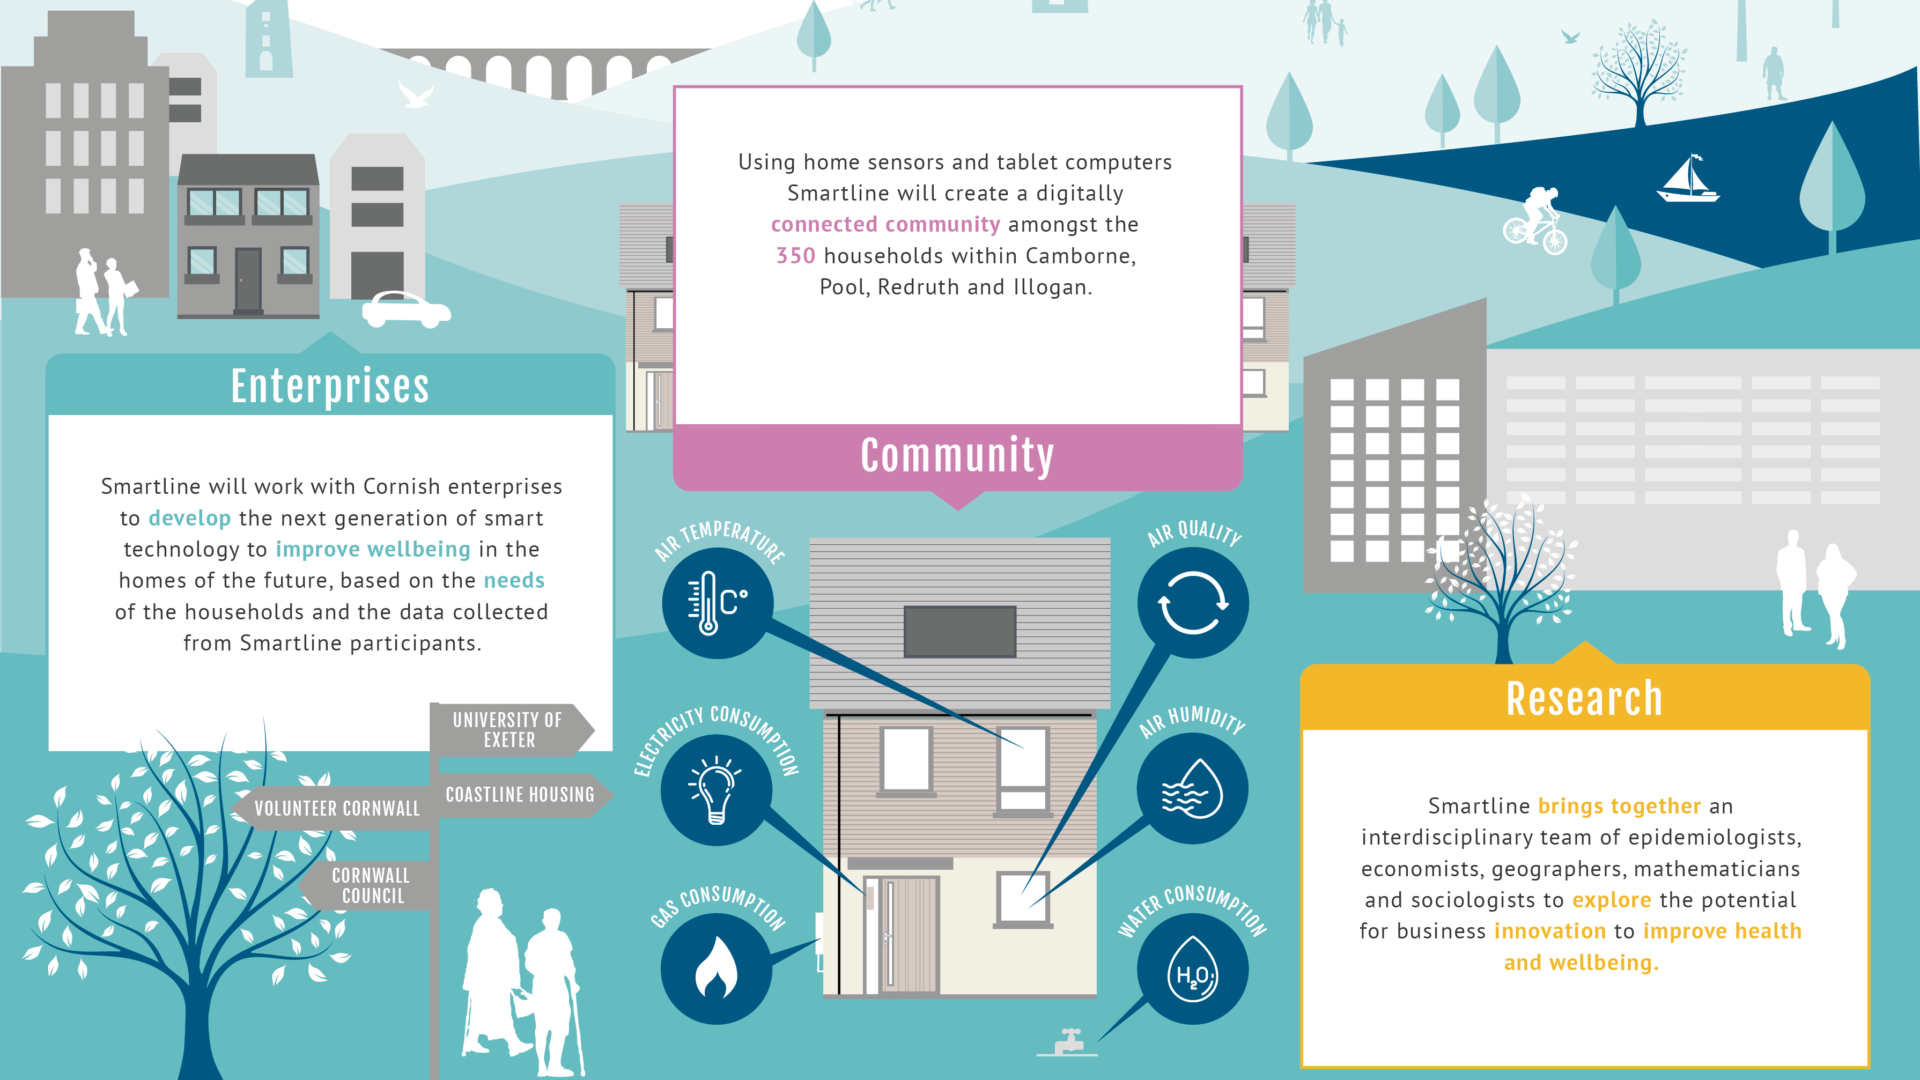 Using home sensors and tablet computers
Smartline will create a digitally
connected community amongst the
350 households within Camborne,
Pool, Redruth and Illogan.
Community
Enterprises
Smartline will work with Cornish enterprises
to develop the next generation of smart
technology to improve wellbeing in the
homes of the future, based on the needs
of the households and the data collected
from Smartline participants.
UNIVERSITY OF
EXETER
COASTLINE HOUSING
VOLUNTEER CORNWALL
CORNWALL
COUNCIL
AIR TEMPERATURE
C°
ELECTRICITY CONSUMPTION
GAS CONSUMPTION
AIR QUALITY
AIR HUMIDITY
WATER CONSUMPTION
H2O
Research
Smartline brings together an
interdisciplinary team of epidemiologists,
economists, geographers, mathematicians
and sociologists to explore the potential
for business innovation to improve health
and wellbeing.